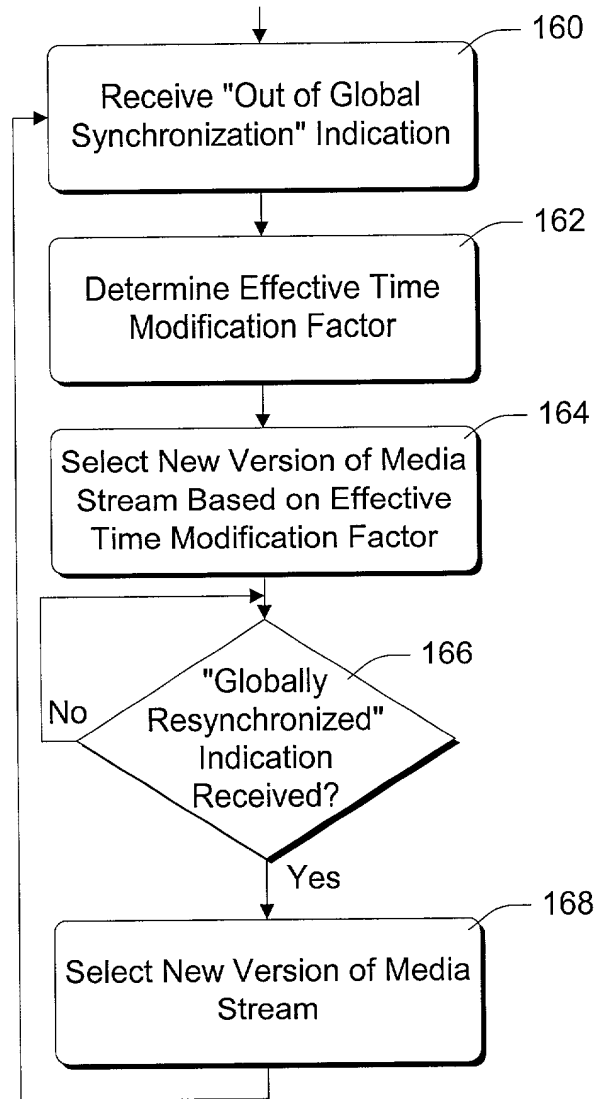 160
Receive "Out of Global
Synchronization" Indication
162
Determine Effective Time
Modification Factor
164
Select New Version of Media
Stream Based on Effective
Time Modification Factor
166
"Globally
Resynchronized"
Indication
Received?
No
Yes
168
Select New Version of Media
Stream